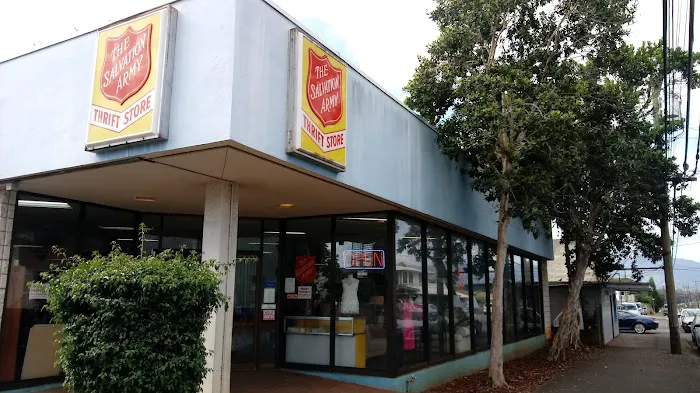 THE
SALVATION
ARMY
THRIFT STORE
THE
SALVATION
ARMY
THRIFT STORE
OPEN